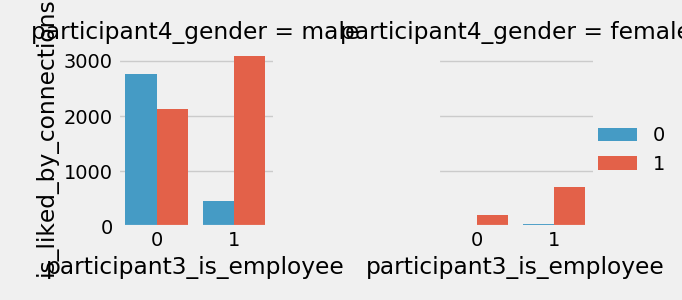 participant4_gender = male
participant4_gender = female
is_liked_by_connections
3000
2000
1000
0
0 1
0 1
participant3_is_employee
participant3_is_employee
0
1